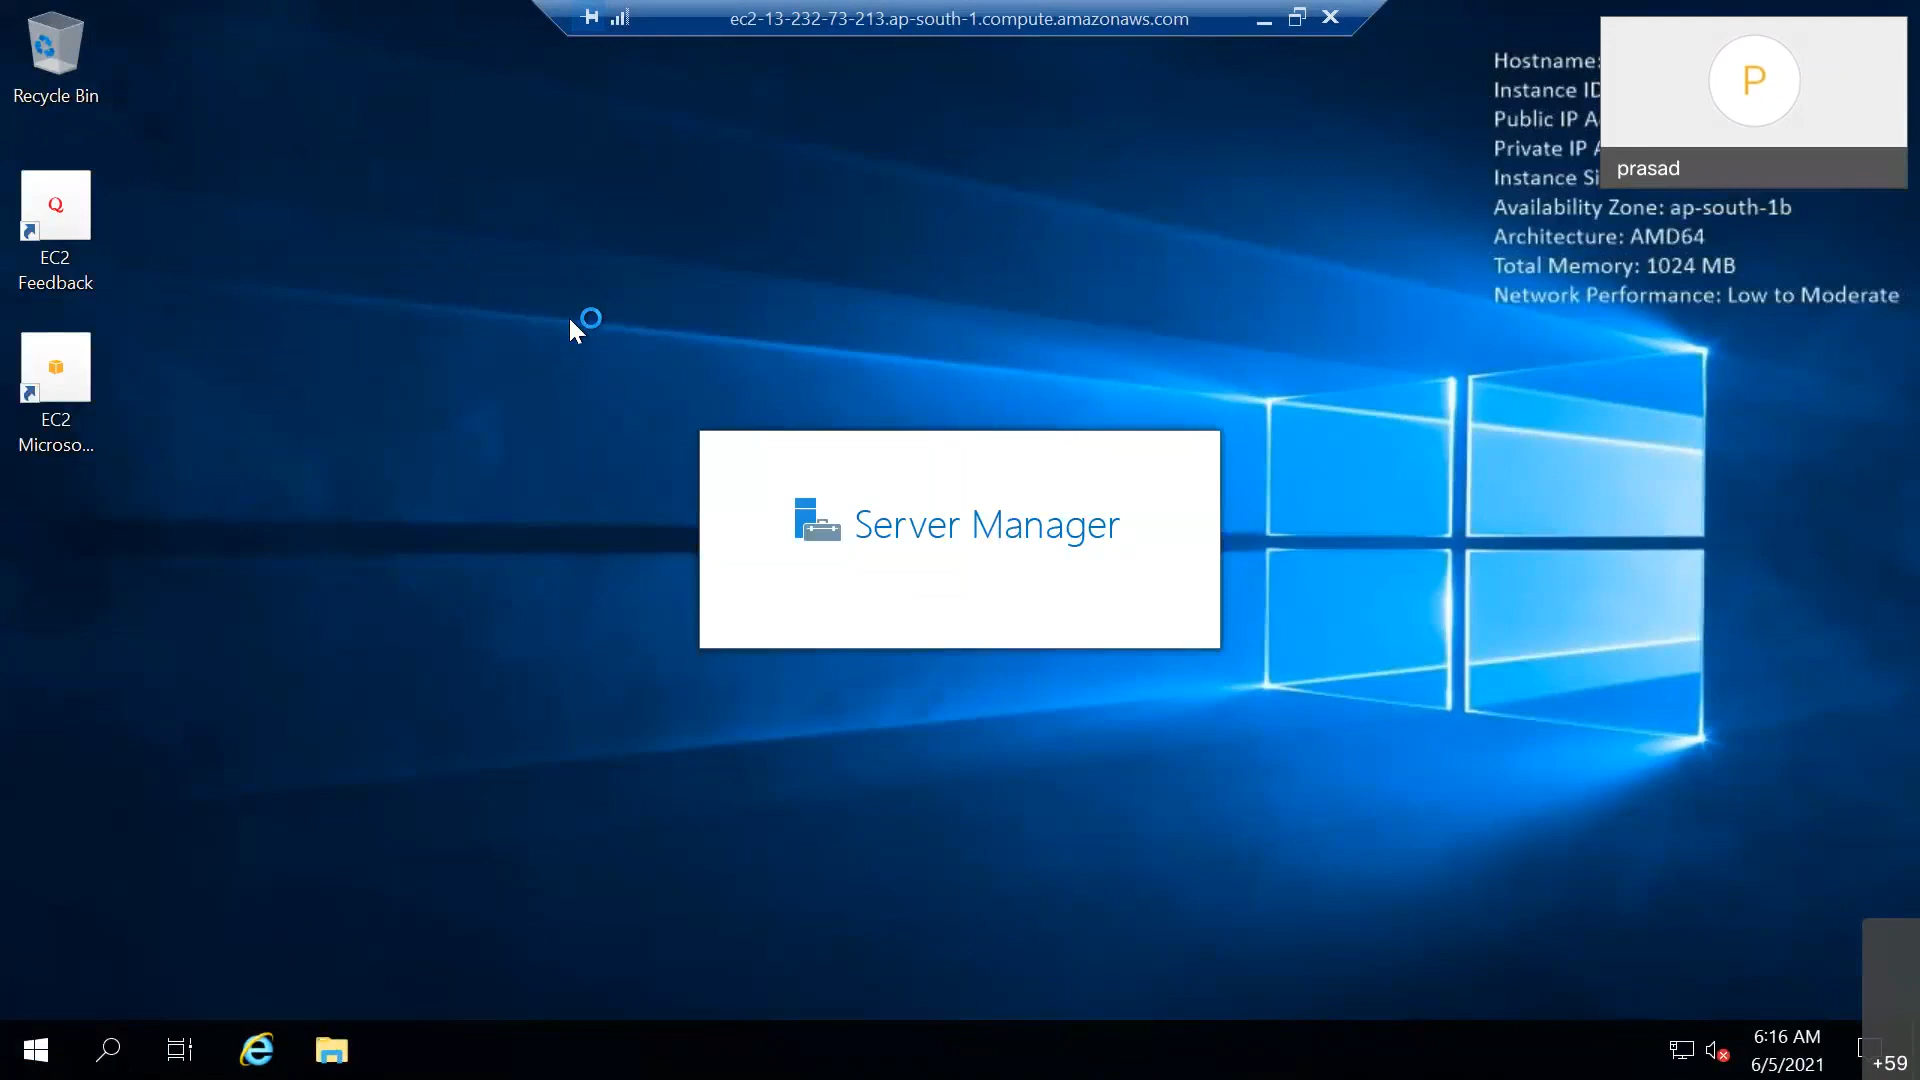 ec2-13-232-73-213.ap-south-1.compute.amazonaws.com
Recycle Bin
EC2
Feedback
EC2
Microso...
Hostname:
Instance ID
Public IP
Private IP
Instance
Availability Zone: ap-south-1b
Architecture: AMD64
Total Memory: 1024 MB
Network Performance: Low to Moderate
P
prasad
Server Manager
6:16 AM
6/5/2021
+59